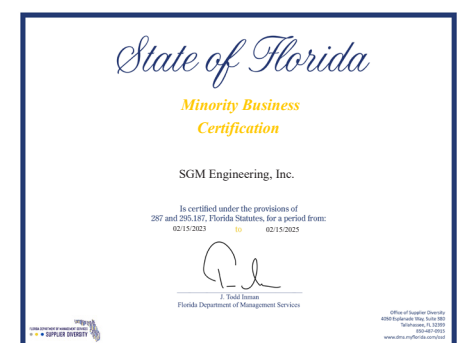 State of Florida
Minority Business
Certification
SGM Engineering, Inc.
Is certified under the provisions of
287 and 295.187, Florida Statutes, for a period from:
02/15/2023 to 02/15/2025
J. Todd Inman
Florida Department of Management Services
FLORIDA DEPARTMENT OF MANAGEMENT SERVICES
SUPPLIER DIVERSITY
Office of Supplier Diversity
4050 Esplanade Way, Suite 380
Tallahassee, FL 32399
850-487-0915
www.dms.myflorida.com/osd